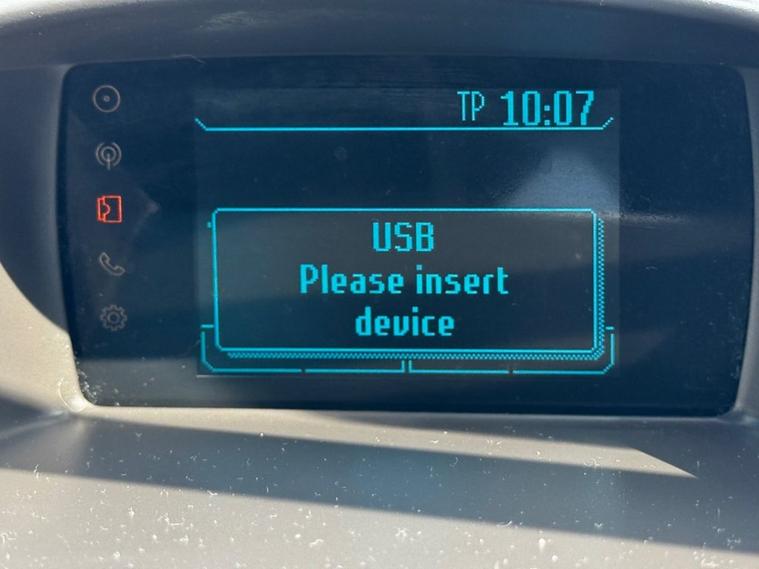 TP 10:07
USB
Please insert
device